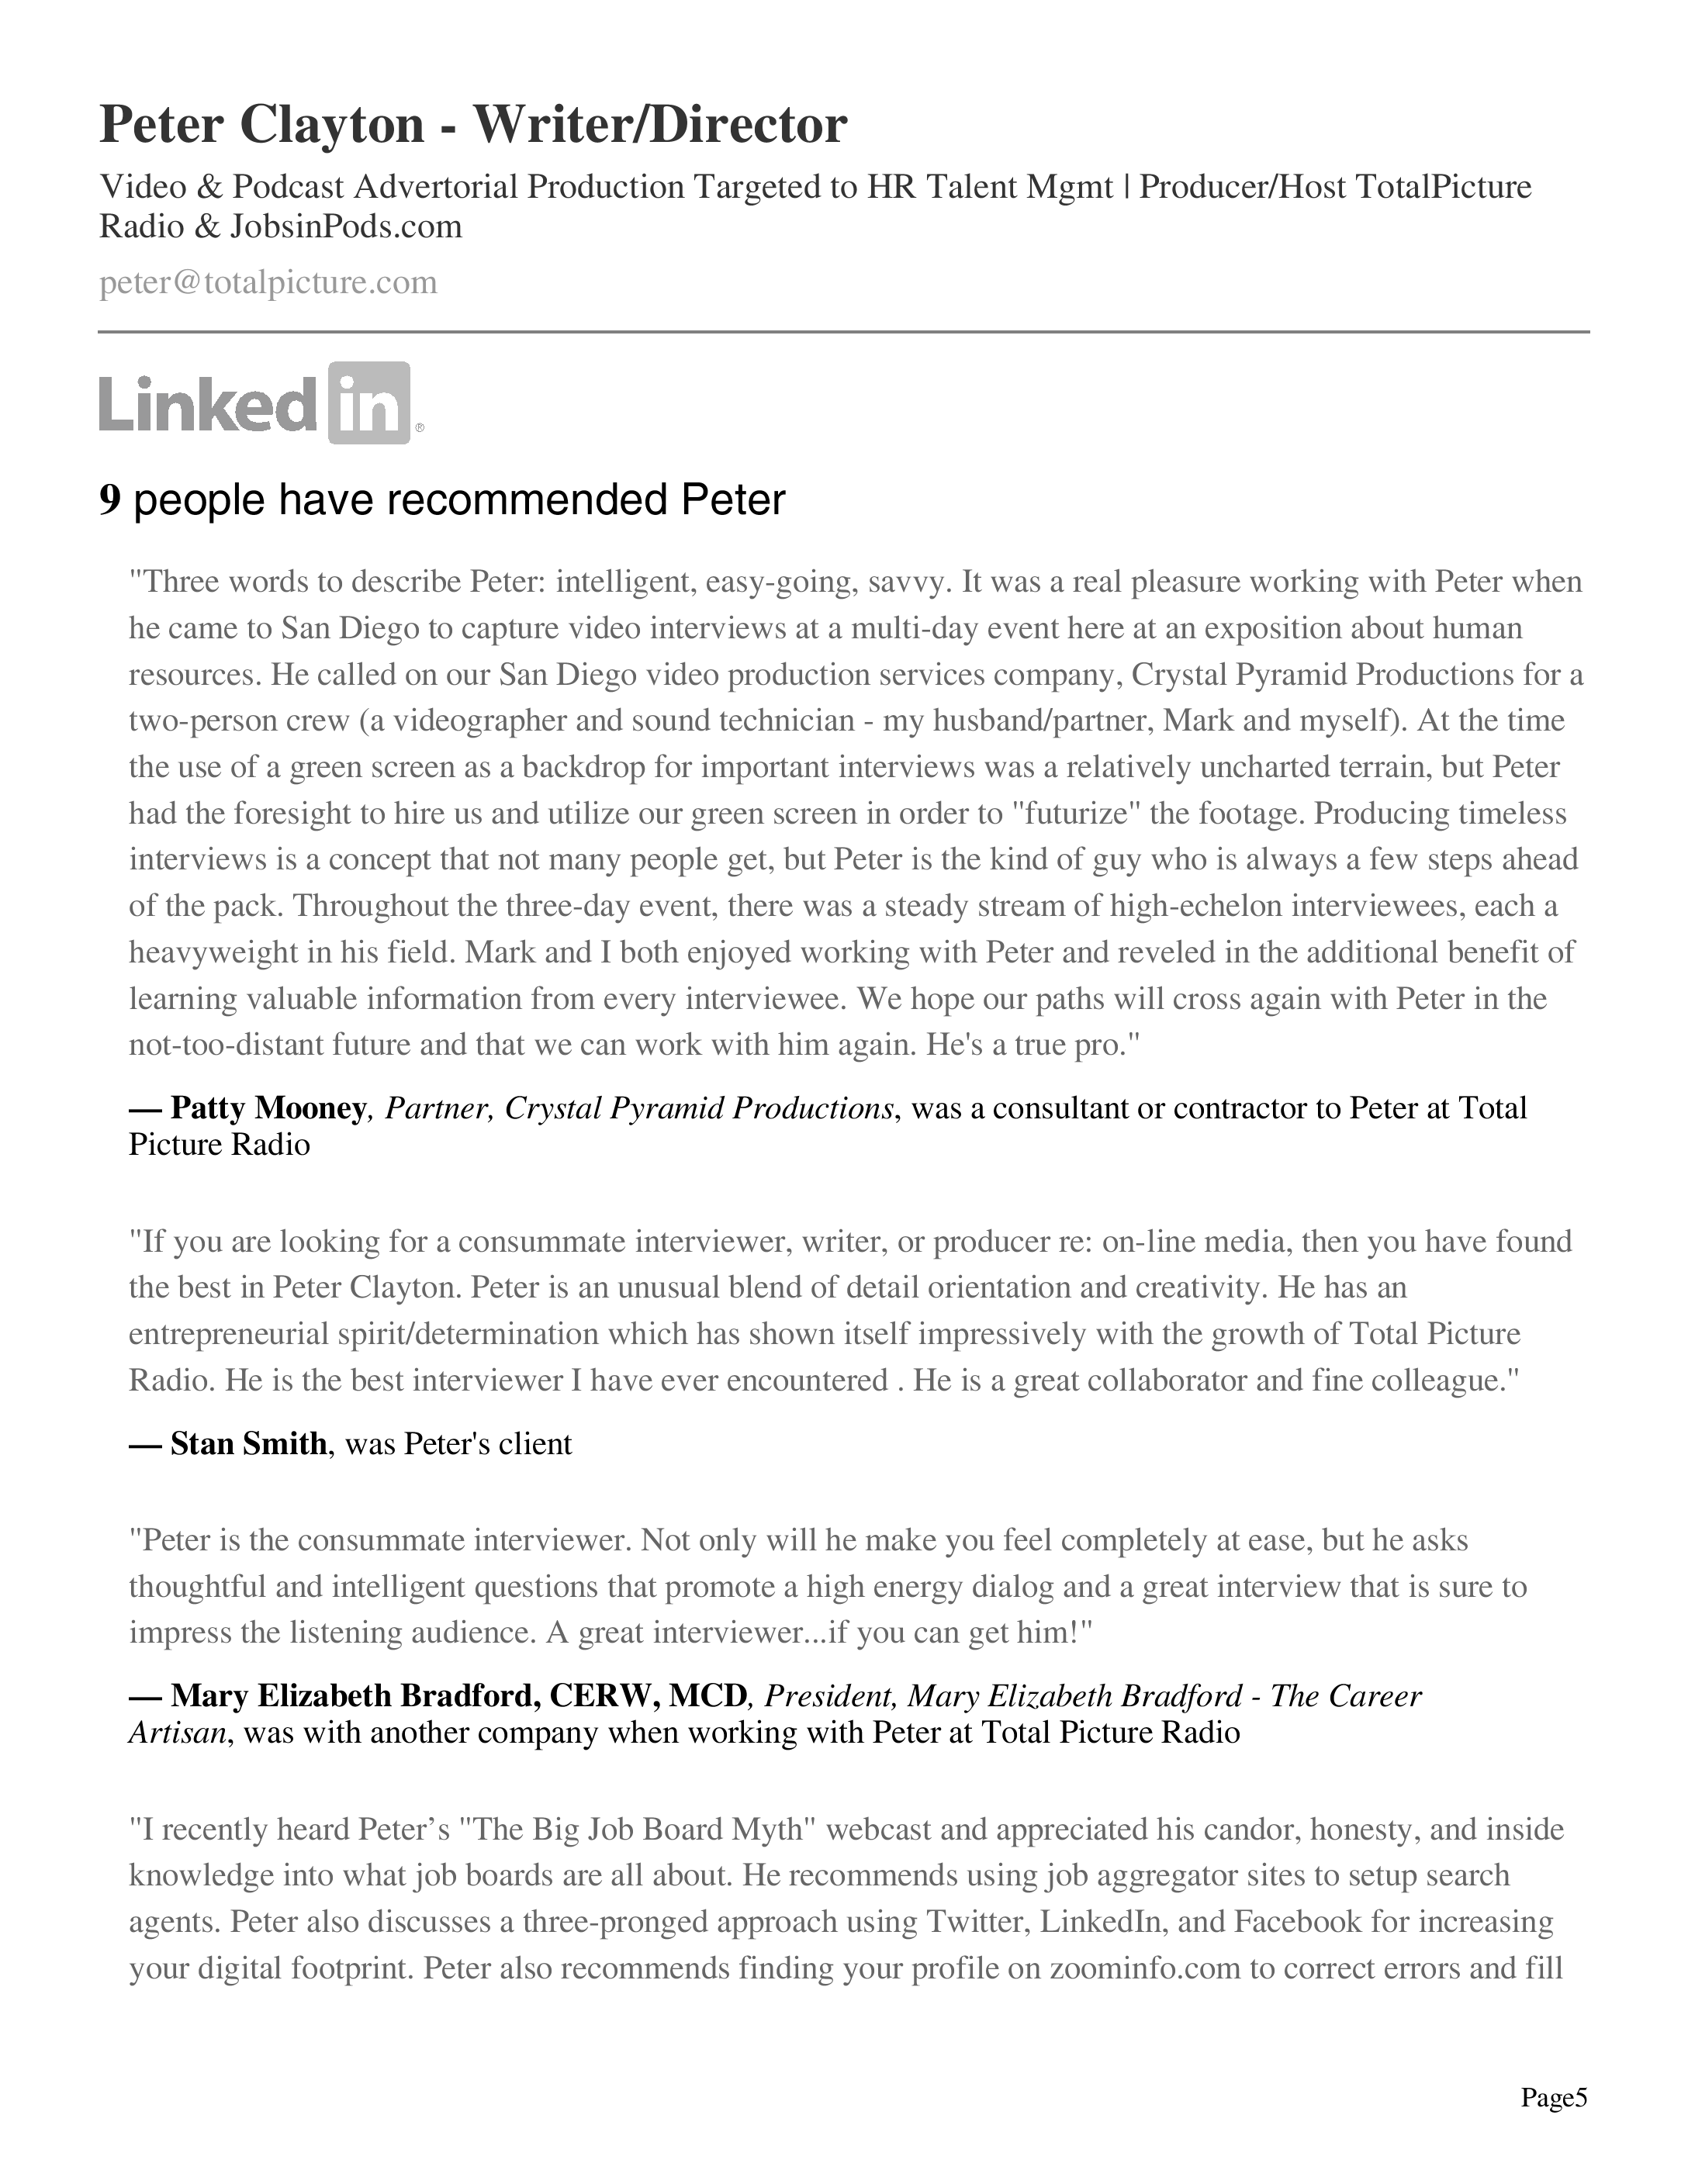 Peter Clayton - Writer/Director
Video & Podcast Advertorial Production Targeted to HR Talent Mgmt | Producer/Host TotalPicture
Radio & JobsinPods.com
peter@totalpicture.com
Linked in ®
9 people have recommended Peter
"Three words to describe Peter: intelligent, easy-going, savvy. It was a real pleasure working with Peter when
he came to San Diego to capture video interviews at a multi-day event here at an exposition about human
resources. He called on our San Diego video production services company, Crystal Pyramid Productions for a
two-person crew (a videographer and sound technician - my husband/partner, Mark and myself). At the time
the use of a green screen as a backdrop for important interviews was a relatively uncharted terrain, but Peter
had the foresight to hire us and utilize our green screen in order to "futurize" the footage. Producing timeless
interviews is a concept that not many people get, but Peter is the kind of guy who is always a few steps ahead
of the pack. Throughout the three-day event, there was a steady stream of high-echelon interviewees, each a
heavyweight in his field. Mark and I both enjoyed working with Peter and reveled in the additional benefit of
learning valuable information from every interviewee. We hope our paths will cross again with Peter in the
not-too-distant future and that we can work with him again. He's a true pro."
— Patty Mooney, Partner, Crystal Pyramid Productions, was a consultant or contractor to Peter at Total
Picture Radio
"If you are looking for a consummate interviewer, writer, or producer re: on-line media, then you have found
the best in Peter Clayton. Peter is an unusual blend of detail orientation and creativity. He has an
entrepreneurial spirit/determination which has shown itself impressively with the growth of Total Picture
Radio. He is the best interviewer I have ever encountered . He is a great collaborator and fine colleague."
— Stan Smith, was Peter's client
"Peter is the consummate interviewer. Not only will he make you feel completely at ease, but he asks
thoughtful and intelligent questions that promote a high energy dialog and a great interview that is sure to
impress the listening audience. A great interviewer...if you can get him!"
— Mary Elizabeth Bradford, CERW, MCD, President, Mary Elizabeth Bradford - The Career
Artisan, was with another company when working with Peter at Total Picture Radio
"I recently heard Peter’s "The Big Job Board Myth" webcast and appreciated his candor, honesty, and inside
knowledge into what job boards are all about. He recommends using job aggregator sites to setup search
agents. Peter also discusses a three-pronged approach using Twitter, LinkedIn, and Facebook for increasing
your digital footprint. Peter also recommends finding your profile on zoominfo.com to correct errors and fill
Page5